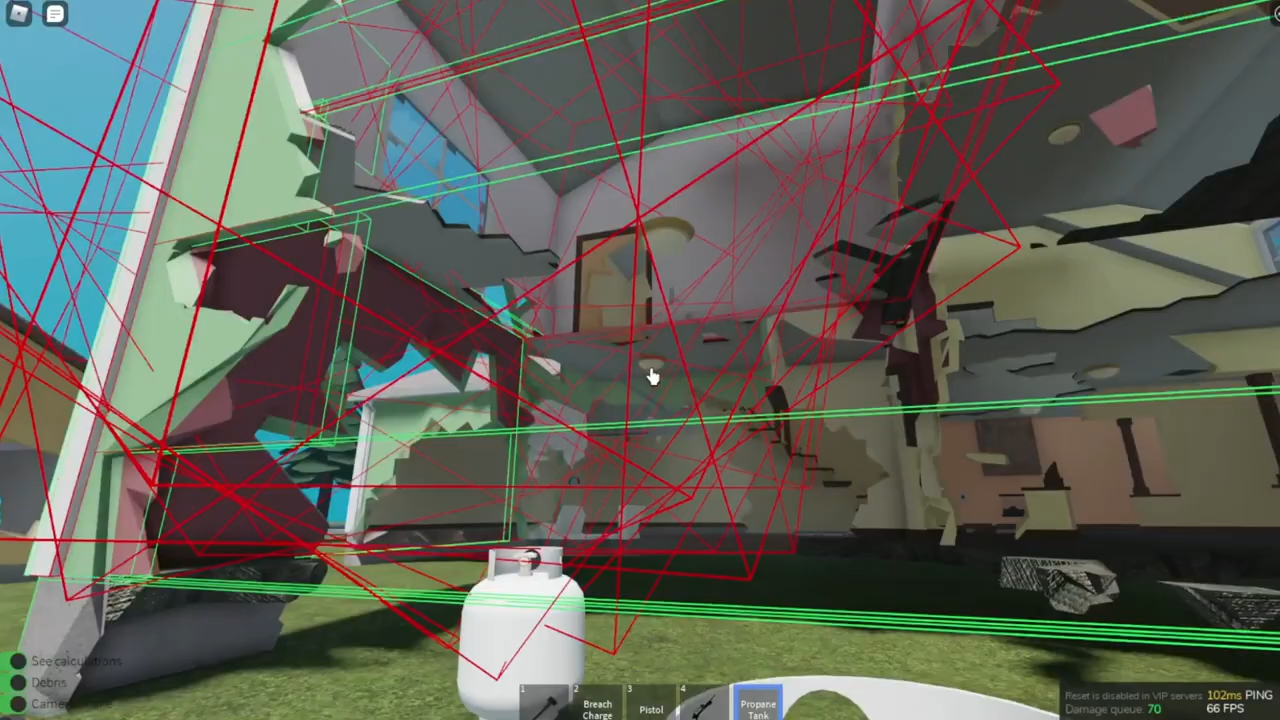 See calculations
Debris
1
2
3
4
Breach
Charge
Pistol
Propane
Tank
Reset is disabled in VIP servers 102ms PING
Damage queue: 70 66 FPS